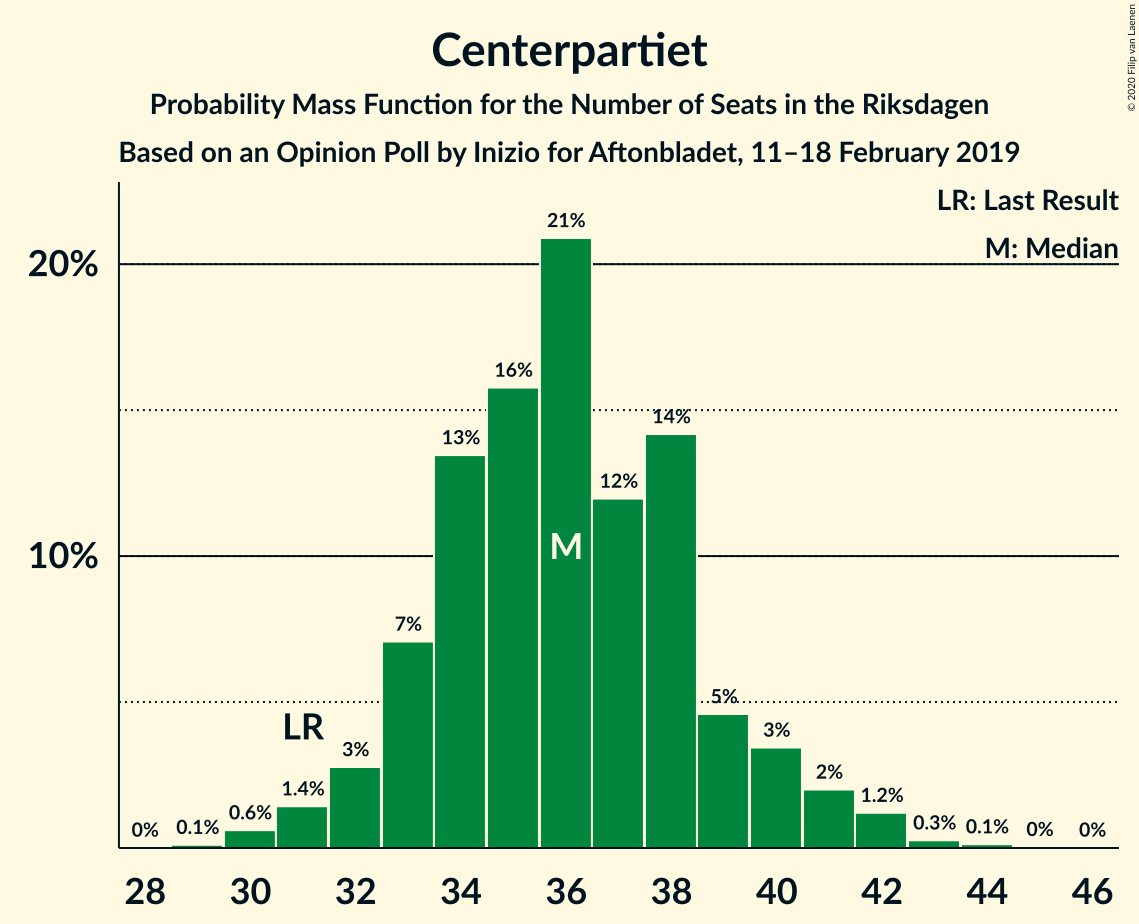 Centerpartiet
Probability Mass Function for the Number of Seats in the Riksdagen
Based on an Opinion Poll by Inizio for Aftonbladet, 11–18 February 2019
© 2020 Filip van Laenen
LR: Last Result
M: Median
20%
10%
0%
0.1%
0.6%
1.4%
3%
7%
13%
16%
21%
12%
14%
5%
3%
2%
1.2%
0.3%
0.1%
0%
0%
LR
M
28 30 32 34 36 38 40 42 44 46